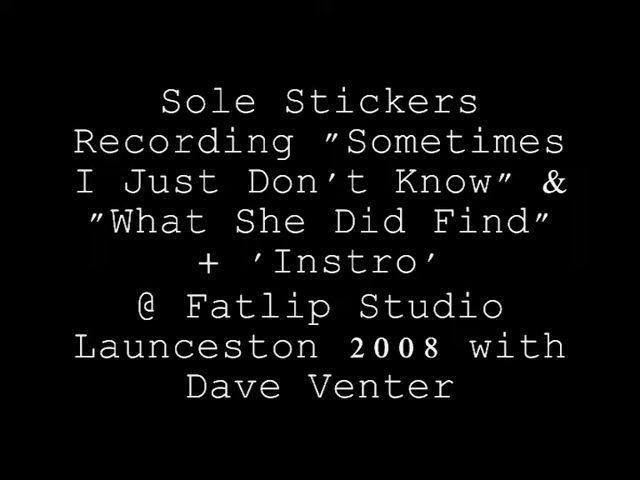 Sole Stickers
Recording "Sometimes
I Just Don't Know" &
"What She Did Find"
+ 'Instro'
@ Fatlip Studio
Launceston 2008 with
Dave Venter